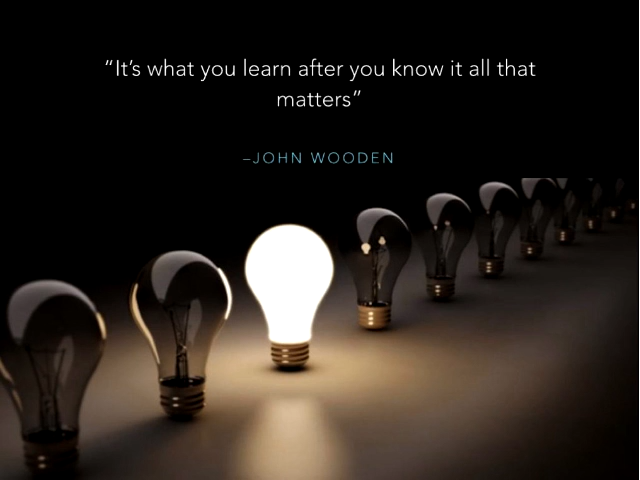 “It’s what you learn after you know it all that
matters”
–JOHN WOODEN